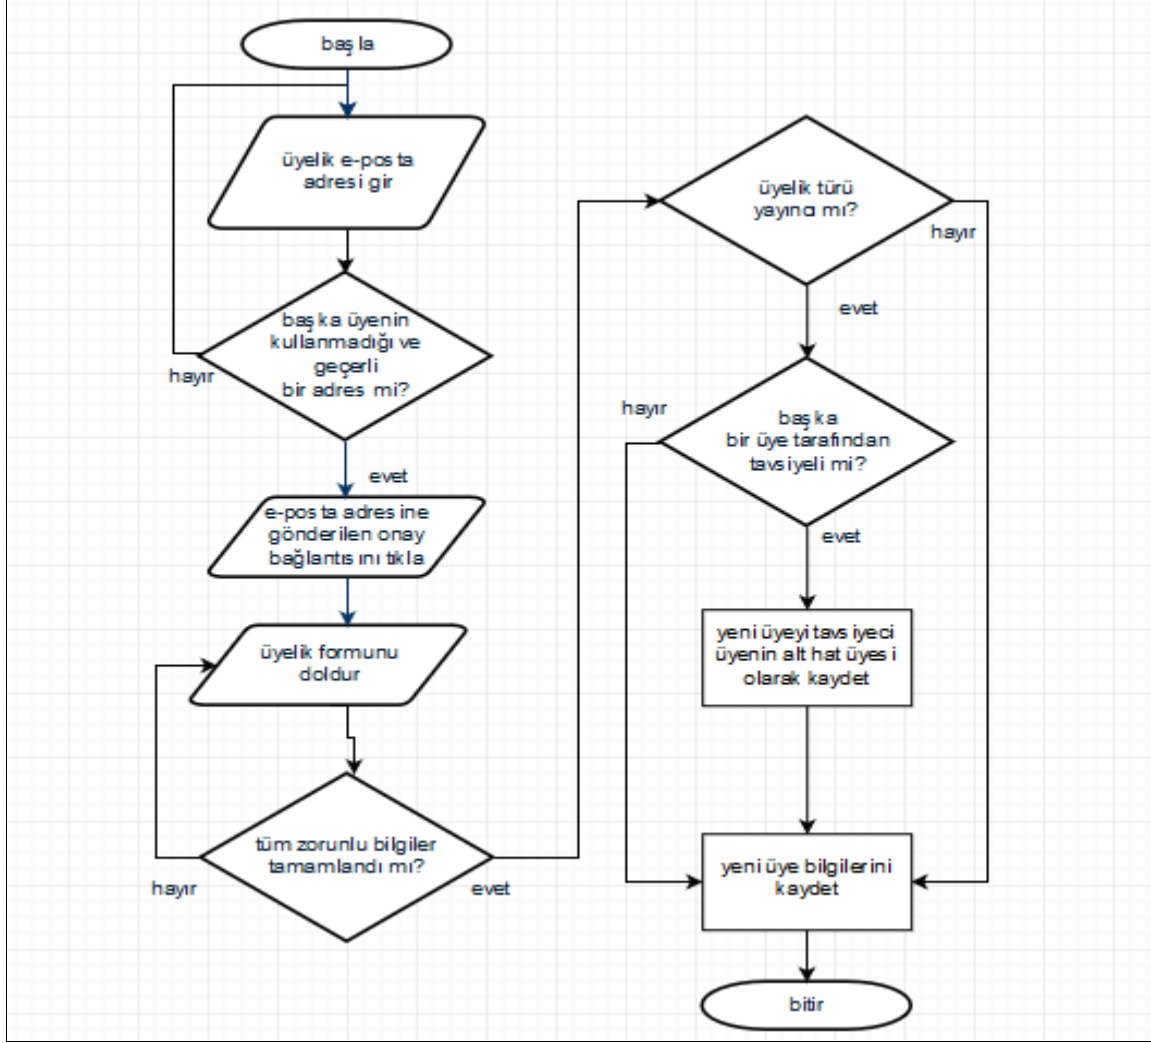 başla
üyelik e-posta
adresi gir
başka üyenin
kullanmadığı ve
geçerli
bir adres mi?
hayır
evet
e-posta adresine
gönderilen onay
bağlantısını tıkla
üyelik formunu
doldur
tüm zorunlu bilgiler
tamamlandı mı?
hayır
evet
üyelik türü
yayıncı mı?
hayır
evet
hayır
başka
bir üye tarafından
tavsiyeli mi?
evet
yeni üyeyi tavsiyeci
üyenin alt hat üyesi
olarak kaydet
yeni üye bilgilerini
kaydet
bitir